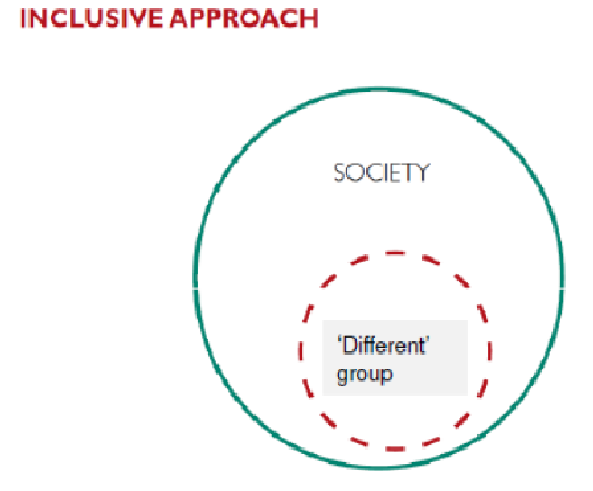 INCLUSIVE APPROACH
SOCIETY
‘Different’
group